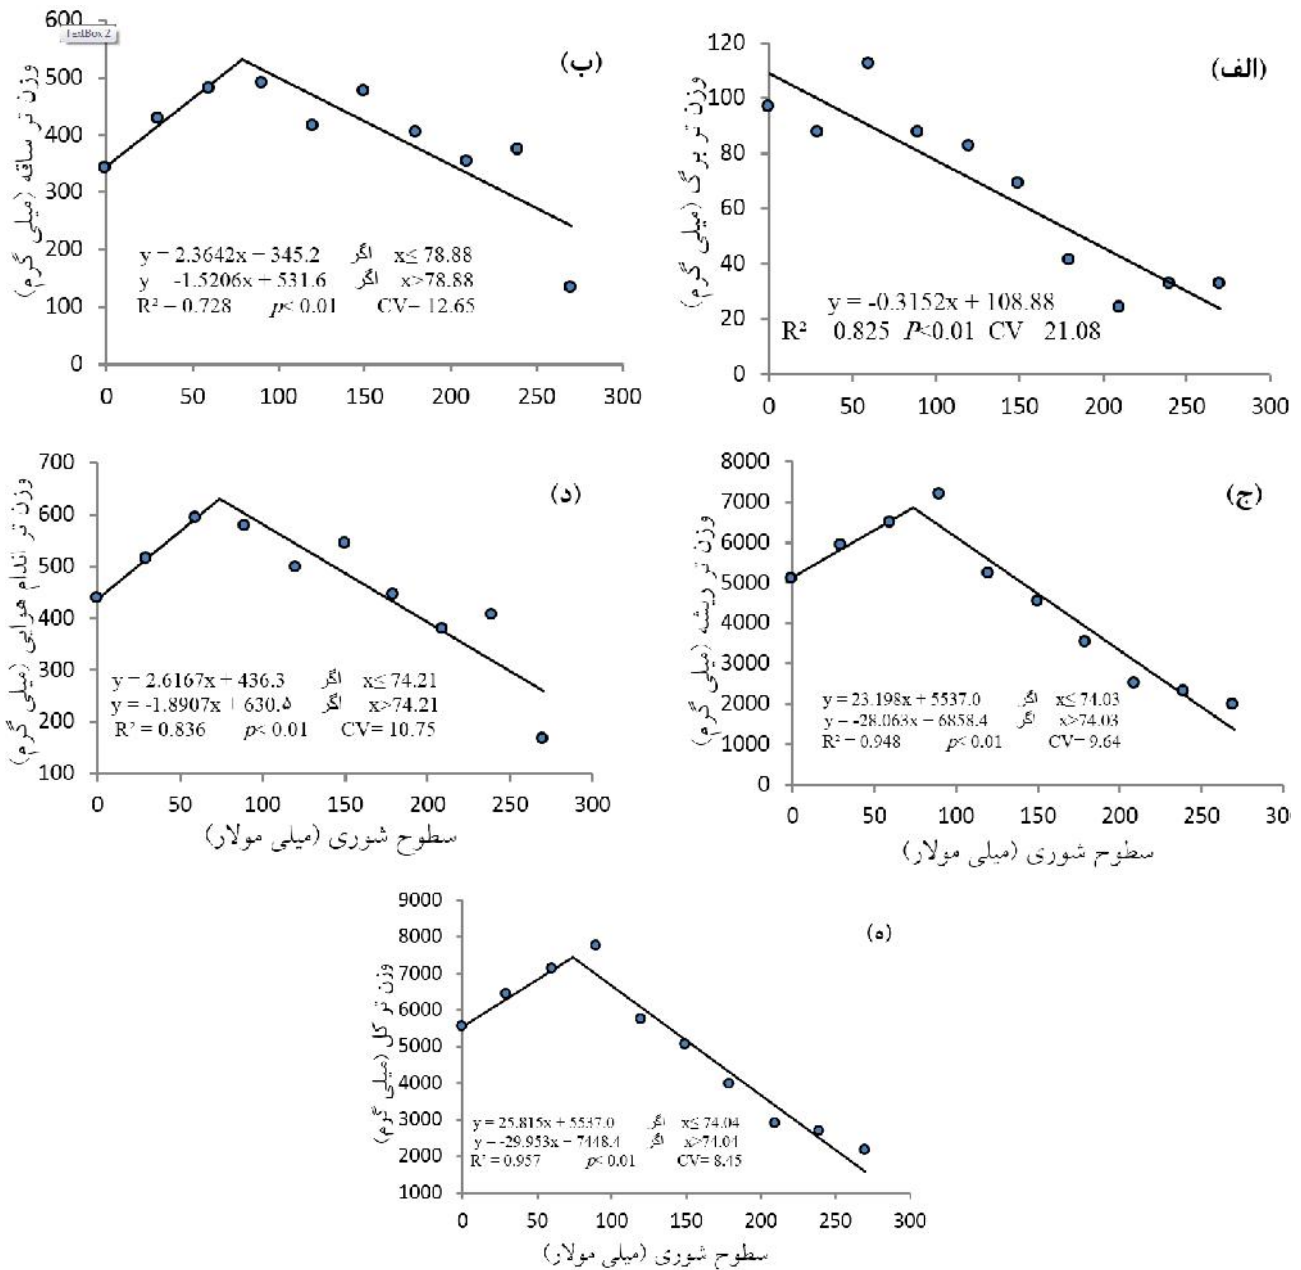 (الف)
وزن تر برگ (میلی گرم)
120
100
80
60
40
20
0
y = -0.3152x + 108.88
R² 0.825 P<0.01 CV 21.08
0 50 100 150 200 250 300
(ب)
TextBox 2
وزن تر ساقه (میلی گرم)
600
500
400
300
200
100
0
y = 2.3642x – 345.2 اگر x≤ 78.88
y -1.5206x + 531.6 اگر x>78.88
R² – 0.728 p< 0.01 CV– 12.65
0 50 100 150 200 250 300
(ج)
وزن تر ریشه (میلی گرم)
8000
7000
6000
5000
4000
3000
2000
1000
0
y = 23.198x + 5537.0 اگر x≤ 74.03
y – -28.063x – 6858.4 اگر x>74.03
R² = 0.948 p< 0.01 CV= 9.64
0 50 100 150 200 250 30
سطوح شوری (میلی مولار)
(د)
وزن تر اندام هوایی (میلی گرم)
700
600
500
400
300
200
100
y = 2.6167x + 436.3 اگر x≤ 74.21
y = -1.8907x + 630.۵ اگر x>74.21
R² = 0.836 p< 0.01 CV= 10.75
0 50 100 150 200 250 300
سطوح شوری (میلی مولار)
(ه)
وزن تر کل (میلی گرم)
9000
8000
7000
6000
5000
4000
3000
2000
1000
y = 25.815x + 5537.0 اگر x≤ 74.04
y – -29.953x – 7448.4 اگر x>74.04
R² = 0.957 p< 0.01 CV= 8.45
0 50 100 150 200 250 300
سطوح شوری (میلی مولار)